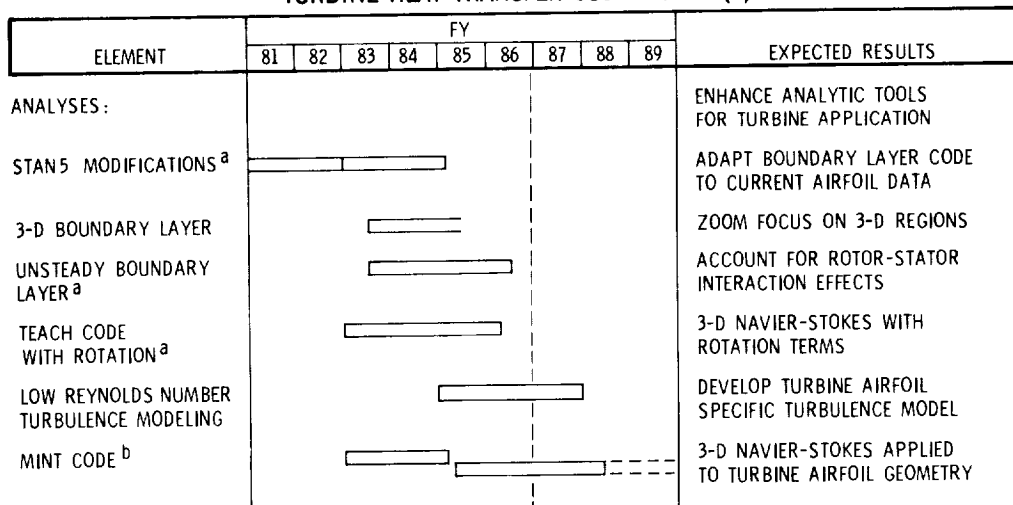 FY
ELEMENT 81 82 83 84 85 86 87 88 89 EXPECTED RESULTS
ANALYSES: ENHANCE ANALYTIC TOOLS
FOR TURBINE APPLICATION
STAN5 MODIFICATIONS a ADAPT BOUNDARY LAYER CODE
TO CURRENT AIRFOIL DATA
3-D BOUNDARY LAYER ZOOM FOCUS ON 3-D REGIONS
UNSTEADY BOUNDARY ACCOUNT FOR ROTOR-STATOR
LAYER a INTERACTION EFFECTS
TEACH CODE 3-D NAVIER-STOKES WITH
WITH ROTATION a ROTATION TERMS
LOW REYNOLDS NUMBER DEVELOP TURBINE AIRFOIL
TURBULENCE MODELING SPECIFIC TURBULENCE MODEL
MINT CODE b 3-D NAVIER-STOKES APPLIED
TO TURBINE AIRFOIL GEOMETRY